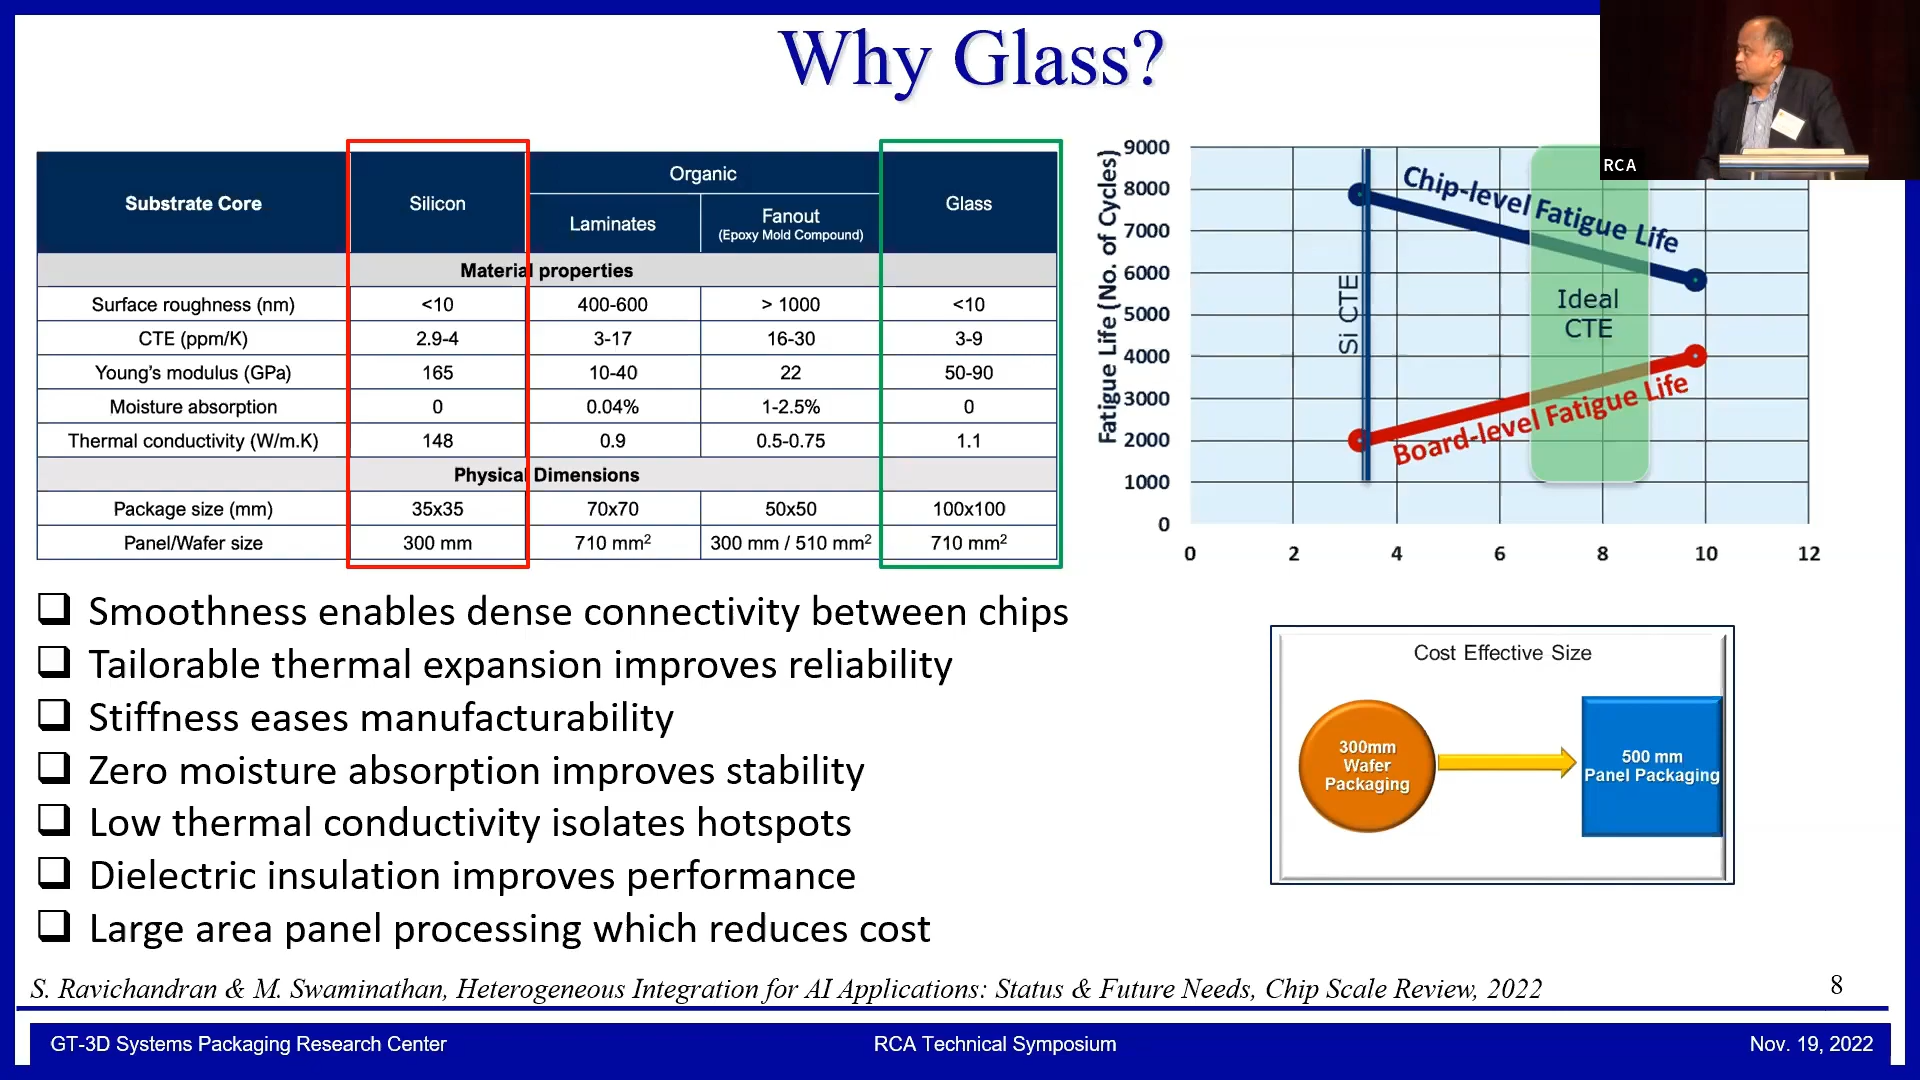 Why Glass?
RCA
Substrate Core
Silicon
Organic
Laminates
Fanout
(Epoxy Mold Compound)
Glass
Material properties
Surface roughness (nm) <10 400-600 > 1000 <10
CTE (ppm/K) 2.9-4 3-17 16-30 3-9
Young's modulus (GPa) 165 10-40 22 50-90
Moisture absorption 0 0.04% 1-2.5% 0
Thermal conductivity (W/m.K) 148 0.9 0.5-0.75 1.1
Physical Dimensions
Package size (mm) 35x35 70x70 50x50 100x100
Panel/Wafer size 300 mm 710 mm² 300 mm / 510 mm² 710 mm²
Fatigue Life (No. of Cycles)
9000
8000
7000
6000
5000
4000
3000
2000
1000
0
0 2 4 6 8 10 12
Si CTE
Chip-level Fatigue Life
Ideal
CTE
Board-level Fatigue Life
❑ Smoothness enables dense connectivity between chips
❑ Tailorable thermal expansion improves reliability
❑ Stiffness eases manufacturability
❑ Zero moisture absorption improves stability
❑ Low thermal conductivity isolates hotspots
❑ Dielectric insulation improves performance
❑ Large area panel processing which reduces cost
Cost Effective Size
300mm
Wafer
Packaging
500 mm
Panel Packaging
S. Ravichandran & M. Swaminathan, Heterogeneous Integration for AI Applications: Status & Future Needs, Chip Scale Review, 2022
8
GT-3D Systems Packaging Research Center
RCA Technical Symposium
Nov. 19, 2022